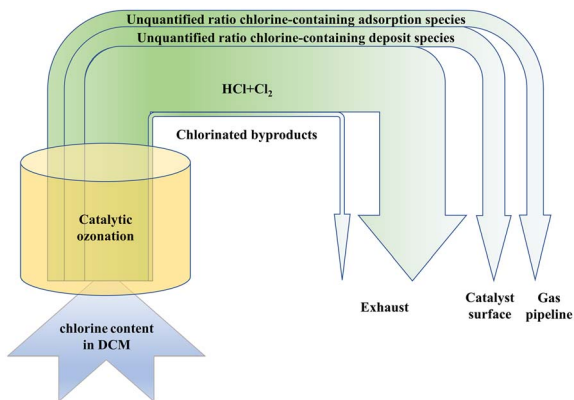 Unquantified ratio chlorine-containing adsorption species
Unquantified ratio chlorine-containing deposit species
HCl+Cl₂
Chlorinated byproducts
Catalytic
ozonation
Exhaust
Catalyst
surface
Gas
pipeline
chlorine content
in DCM